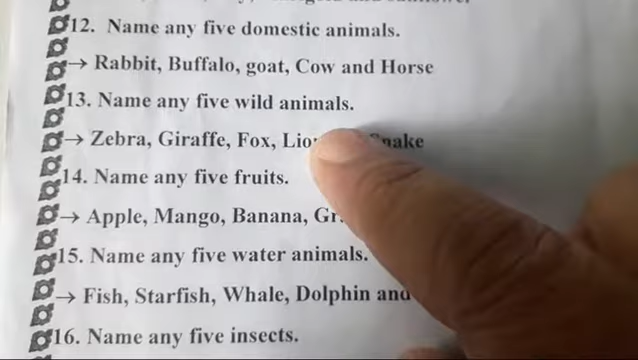 12. Name any five domestic animals.
→ Rabbit, Buffalo, goat, Cow and Horse
13. Name any five wild animals.
→ Zebra, Giraffe, Fox, Snake
14. Name any five fruits.
→ Apple, Mango, Banana,
15. Name any five water animals.
→ Fish, Starfish, Whale, Dolphin and
16. Name any five insects.